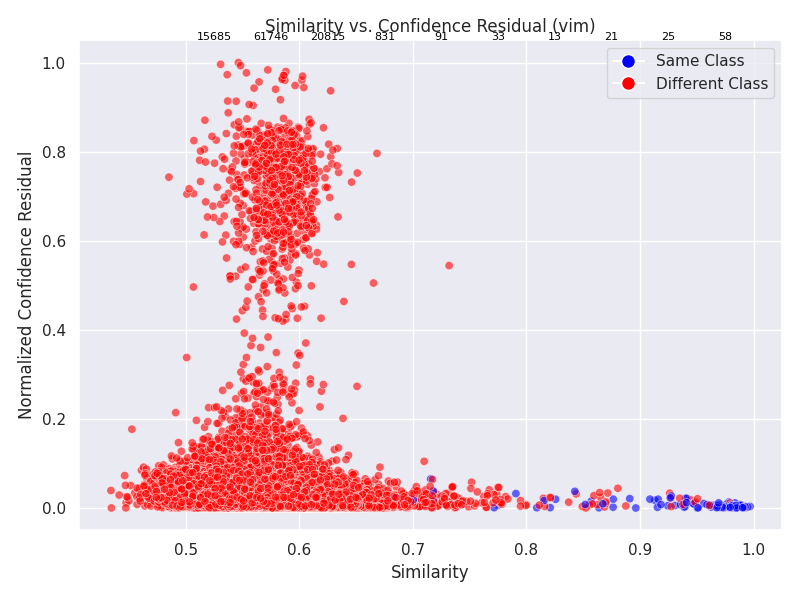 Similarity vs. Confidence Residual (vim)
15685 61746 20815 831 91 33 13 21 25 58
Same Class
Different Class
1.0
0.8
0.6
0.4
0.2
0.0
Normalized Confidence Residual
0.5 0.6 0.7 0.8 0.9 1.0
Similarity